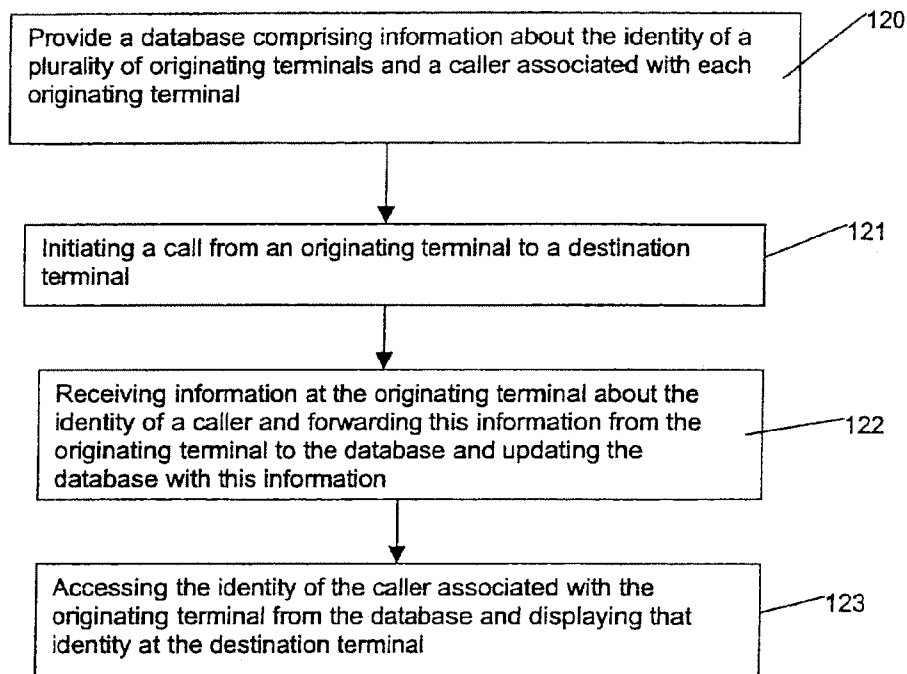 Provide a database comprising information about the identity of a
plurality of originating terminals and a caller associated with each
originating terminal
120
Initiating a call from an originating terminal to a destination
terminal
121
Receiving information at the originating terminal about the
identity of a caller and forwarding this information from the
originating terminal to the database and updating the
database with this information
122
Accessing the identity of the caller associated with the
originating terminal from the database and displaying that
identity at the destination terminal
123